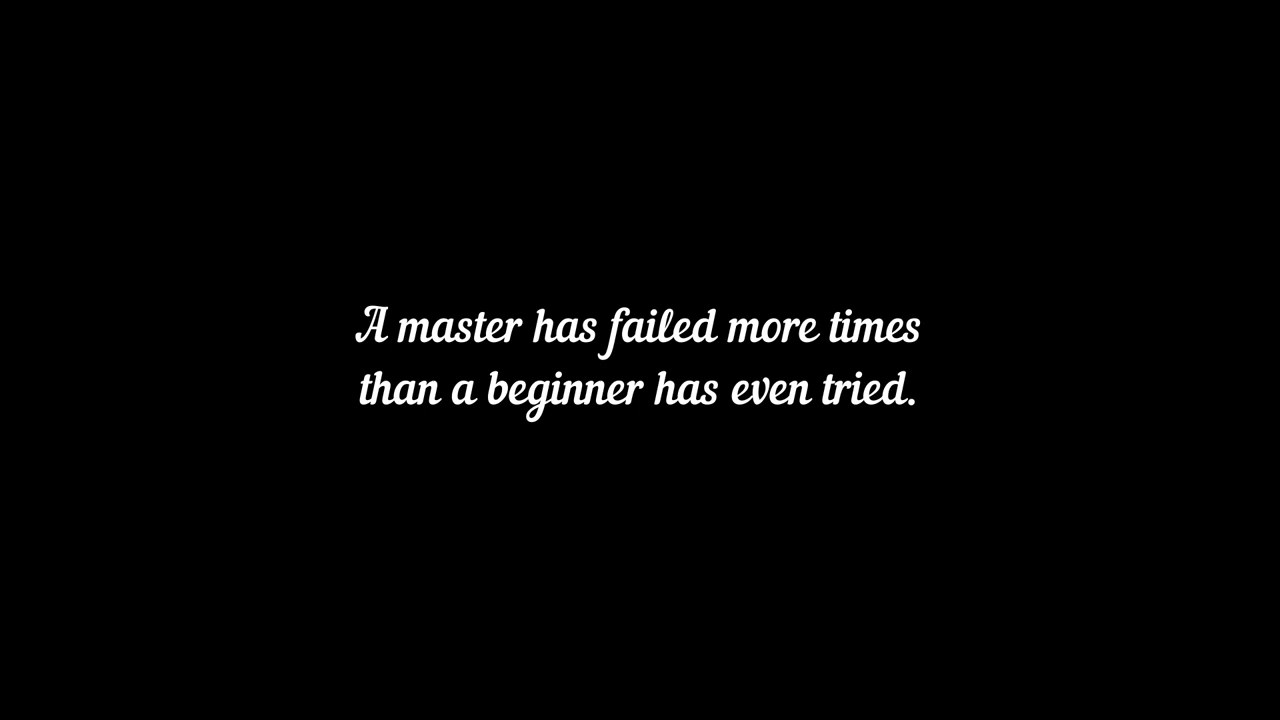 A master has failed more times
than a beginner has even tried.